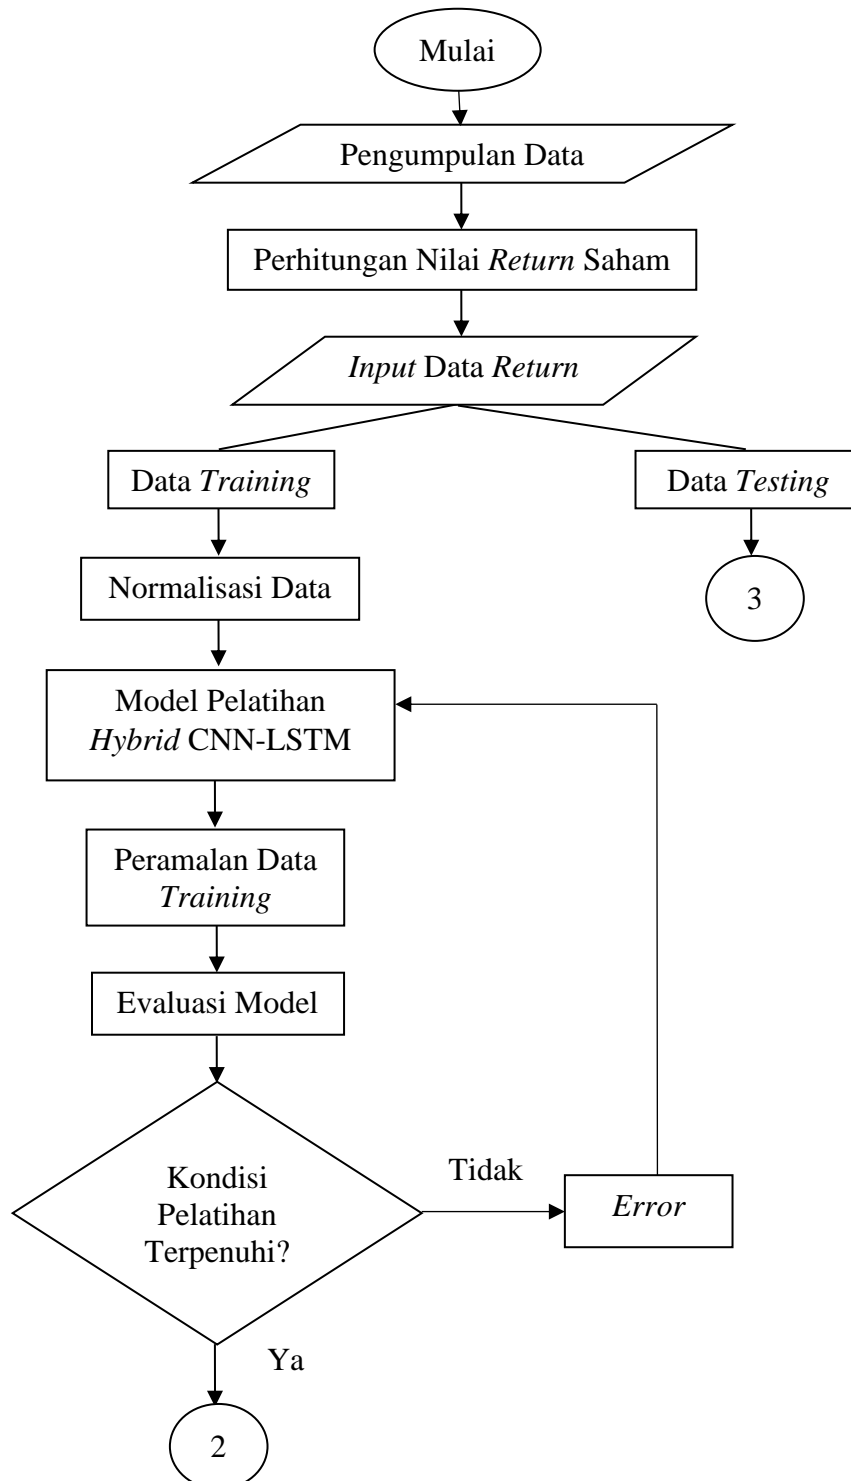 Mulai
Pengumpulan Data
Perhitungan Nilai Return Saham
Input Data Return
Data Training
Data Testing
Normalisasi Data
3
Model Pelatihan
Hybrid CNN-LSTM
Peramalan Data
Training
Evaluasi Model
Kondisi
Pelatihan
Terpenuhi?
Tidak
Error
Ya
2